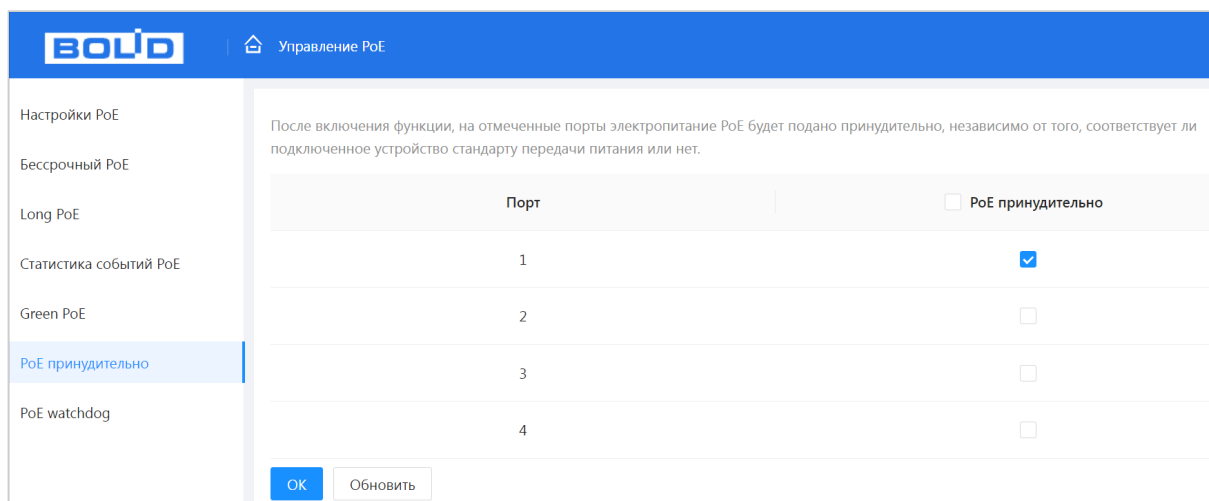 BOLID
Управление PoE
Настройки PoE
Бессрочный PoE
Long PoE
Статистика событий PoE
Green PoE
PoE принудительно
PoE watchdog
После включения функции, на отмеченные порты электропитание PoE будет подано принудительно, независимо от того, соответствует ли
подключенное устройство стандарту передачи питания или нет.
Порт
PoE принудительно
1
2
3
4
OK
Обновить